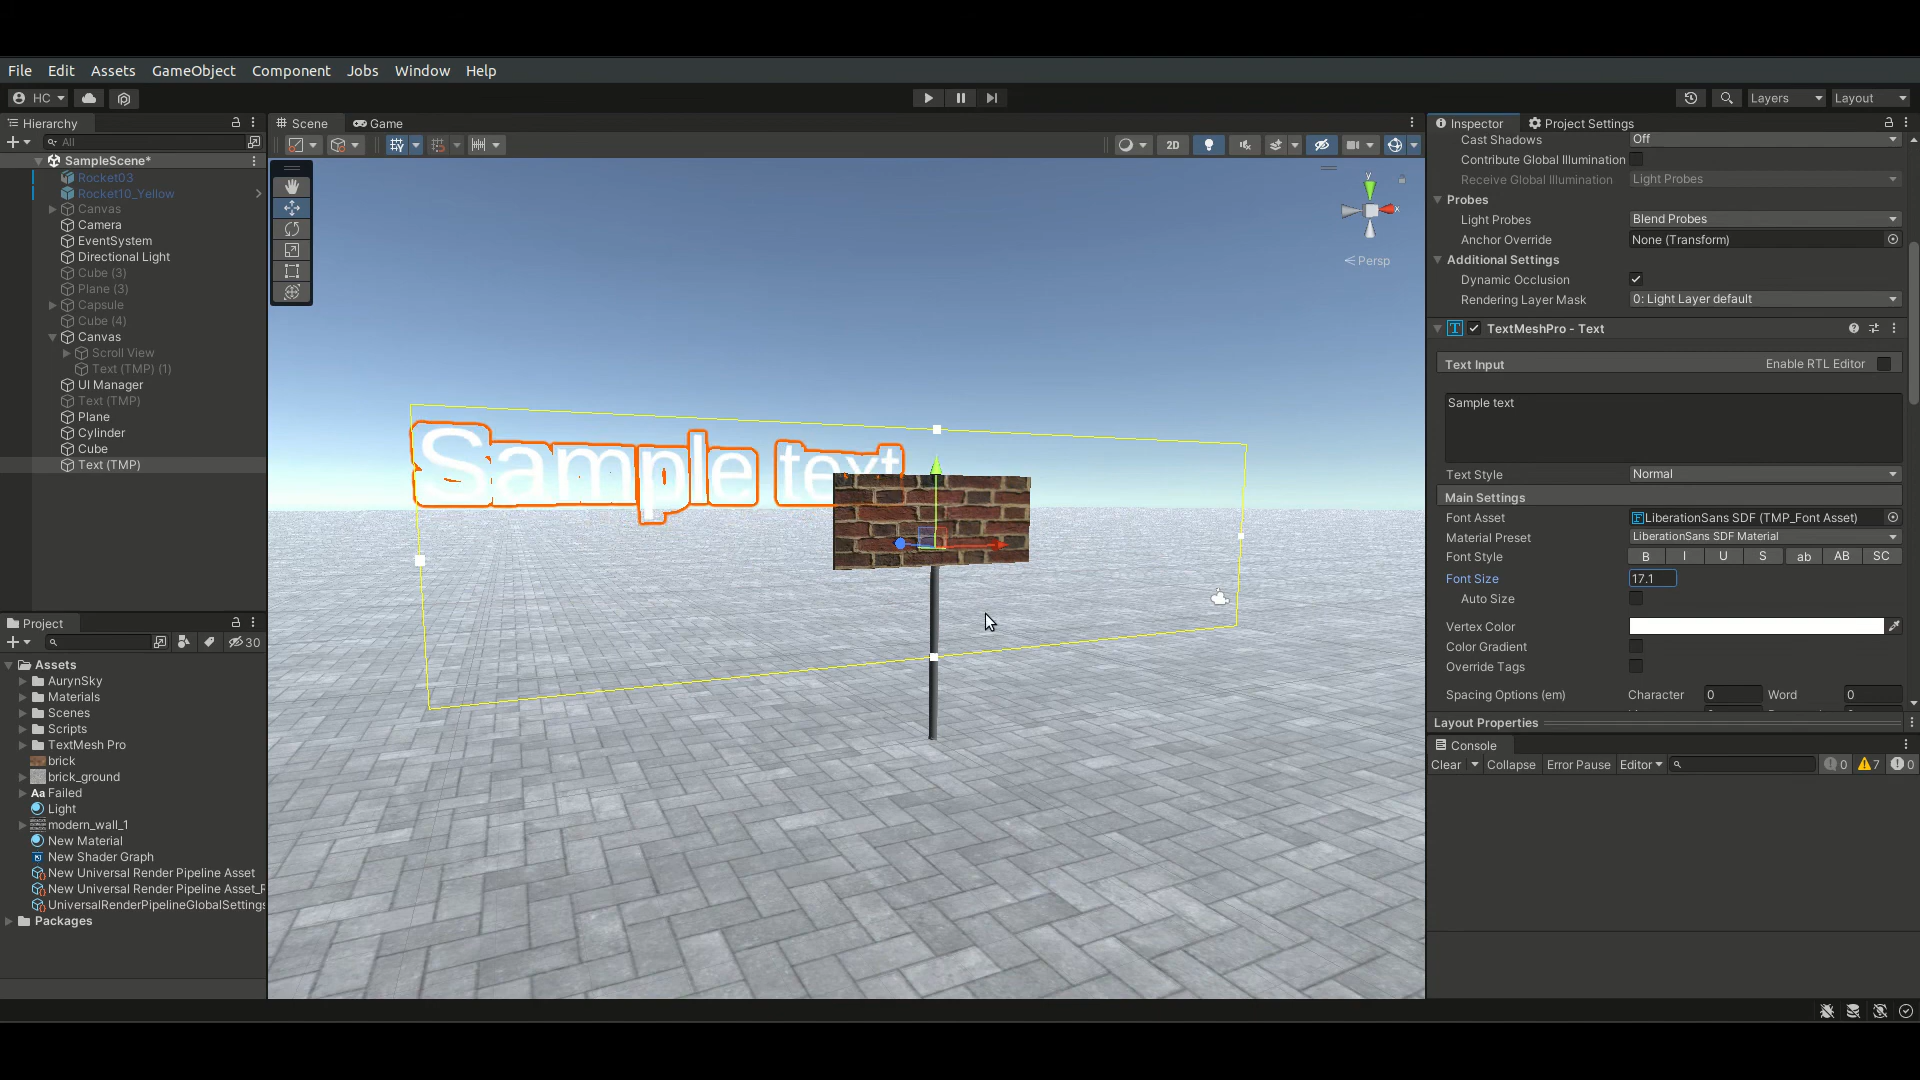 File Edit Assets GameObject Component Jobs Window Help
HC
Layers
Layout
Hierarchy
All
SampleScene*
Rocket03
Rocket10_Yellow
Canvas
Camera
EventSystem
Directional Light
Cube (3)
Plane (3)
Capsule
Cube (4)
Canvas
Scroll View
Text (TMP) (1)
UI Manager
Text (TMP)
Plane
Cylinder
Cube
Text (TMP)
Project
30
Assets
AurynSky
Materials
Scenes
Scripts
TextMesh Pro
brick
brick_ground
Aa Failed
Light
modern_wall_1
New Material
New Shader Graph
New Universal Render Pipeline Asset
New Universal Render Pipeline Asset_F
UniversalRenderPipelineGlobalSettings
Packages
Scene
Game
2D
y
x
Persp
Sample text
Inspector
Project Settings
Cast Shadows Off
Contribute Global Illumination
Receive Global Illumination Light Probes
Probes
Light Probes Blend Probes
Anchor Override None (Transform)
Additional Settings
Dynamic Occlusion
Rendering Layer Mask 0: Light Layer default
TextMeshPro - Text
Text Input Enable RTL Editor
Sample text
Text Style Normal
Main Settings
Font Asset LiberationSans SDF (TMP_Font Asset)
Material Preset LiberationSans SDF Material
Font Style B I U S ab AB SC
Font Size 17.1
Auto Size
Vertex Color
Color Gradient
Override Tags
Spacing Options (em) Character 0 Word 0
Layout Properties
Console
Clear Collapse Error Pause Editor 0 7 0